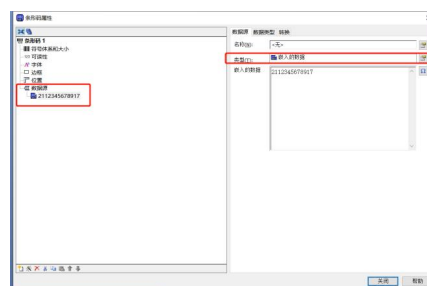 条形码属性
条形码 1
符号体系和大小
可读性
字体
边框
位置
数据源
2112345678917
数据源 数据类型 转换
名称(N): <无>
类型(T): 嵌入的数据
嵌入的数据 2112345678917
关闭 帮助